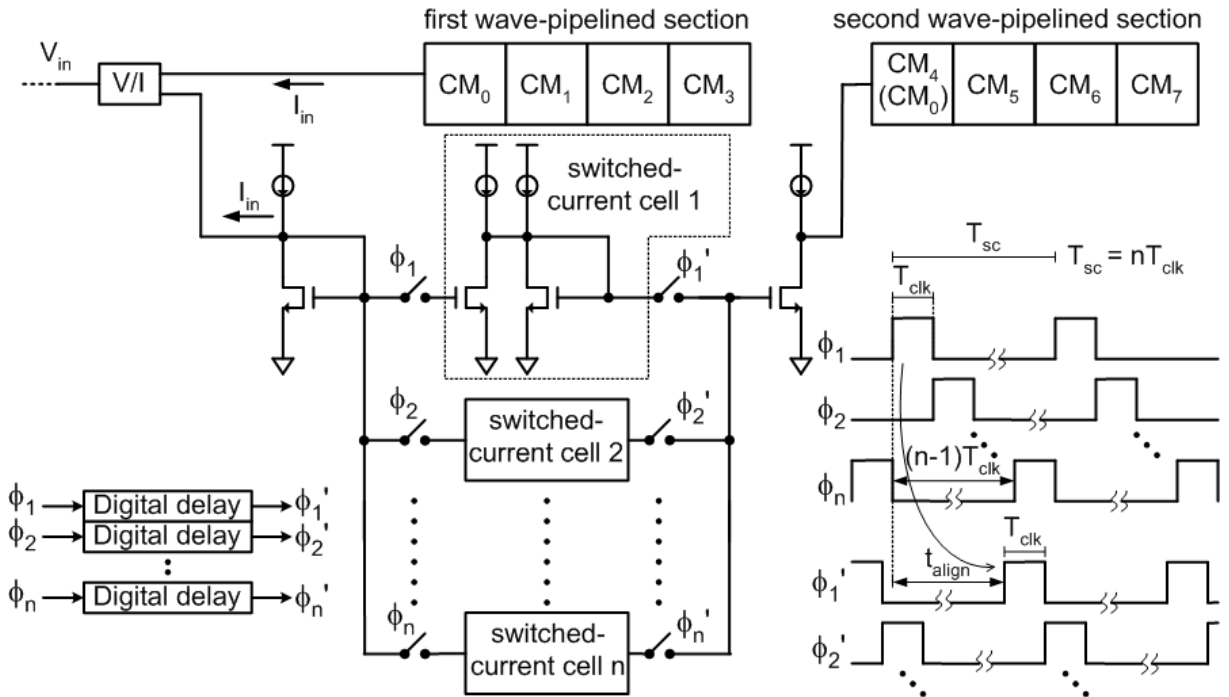 first wave-pipelined section
second wave-pipelined section
V_in
V/I
I_in
CM_0
CM_1
CM_2
CM_3
CM_4
(CM_0)
CM_5
CM_6
CM_7
I_in
switched-
current cell 1
ϕ_1
ϕ_1'
T_sc
T_sc = nT_clk
T_clk
ϕ_1
ϕ_2
switched-
current cell 2
ϕ_2'
ϕ_2
(n-1)T_clk
ϕ_n
ϕ_1
Digital delay
ϕ_1'
ϕ_2
Digital delay
ϕ_2'
ϕ_n
Digital delay
ϕ_n'
T_clk
t_align
ϕ_1'
ϕ_n
switched-
current cell n
ϕ_n'
ϕ_2'